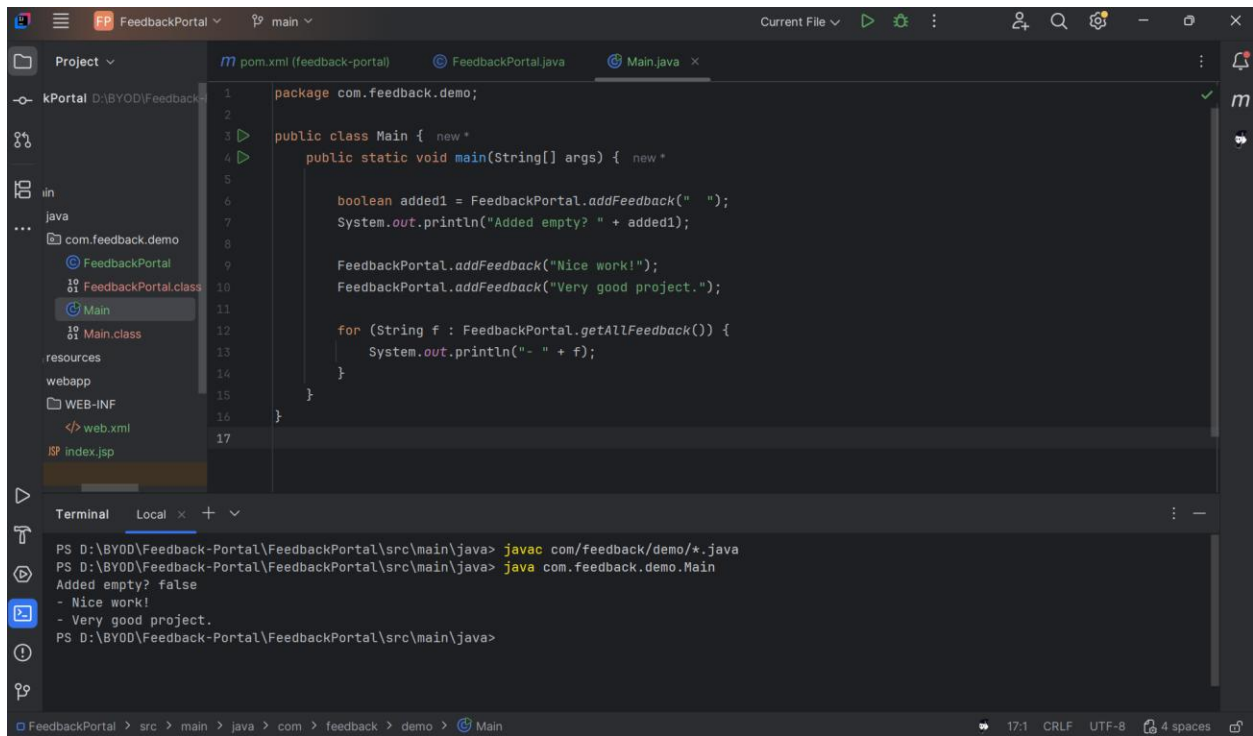 FP FeedbackPortal main Current File
Project
m pom.xml (feedback-portal) FeedbackPortal.java Main.java
kPortal D:\BYOD\Feedback-
in
java
com.feedback.demo
FeedbackPortal
FeedbackPortal.class
Main
Main.class
resources
webapp
WEB-INF
</> web.xml
JSP index.jsp
1 package com.feedback.demo;
2
3 public class Main { new *
4 public static void main(String[] args) { new *
5
6 boolean added1 = FeedbackPortal.addFeedback("  ");
7 System.out.println("Added empty? " + added1);
8
9 FeedbackPortal.addFeedback("Nice work!");
10 FeedbackPortal.addFeedback("Very good project.");
11
12 for (String f : FeedbackPortal.getAllFeedback()) {
13 System.out.println("- " + f);
14 }
15 }
16 }
17
m
Terminal Local
PS D:\BYOD\Feedback-Portal\FeedbackPortal\src\main\java> javac com/feedback/demo/*.java
PS D:\BYOD\Feedback-Portal\FeedbackPortal\src\main\java> java com.feedback.demo.Main
Added empty? false
- Nice work!
- Very good project.
PS D:\BYOD\Feedback-Portal\FeedbackPortal\src\main\java>
FeedbackPortal > src > main > java > com > feedback > demo > Main 17:1 CRLF UTF-8 4 spaces